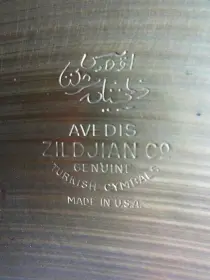 AVEDIS
ZILDJIAN CO
GENUINE
TURKISH CYMBALS
MADE IN U.S.A.